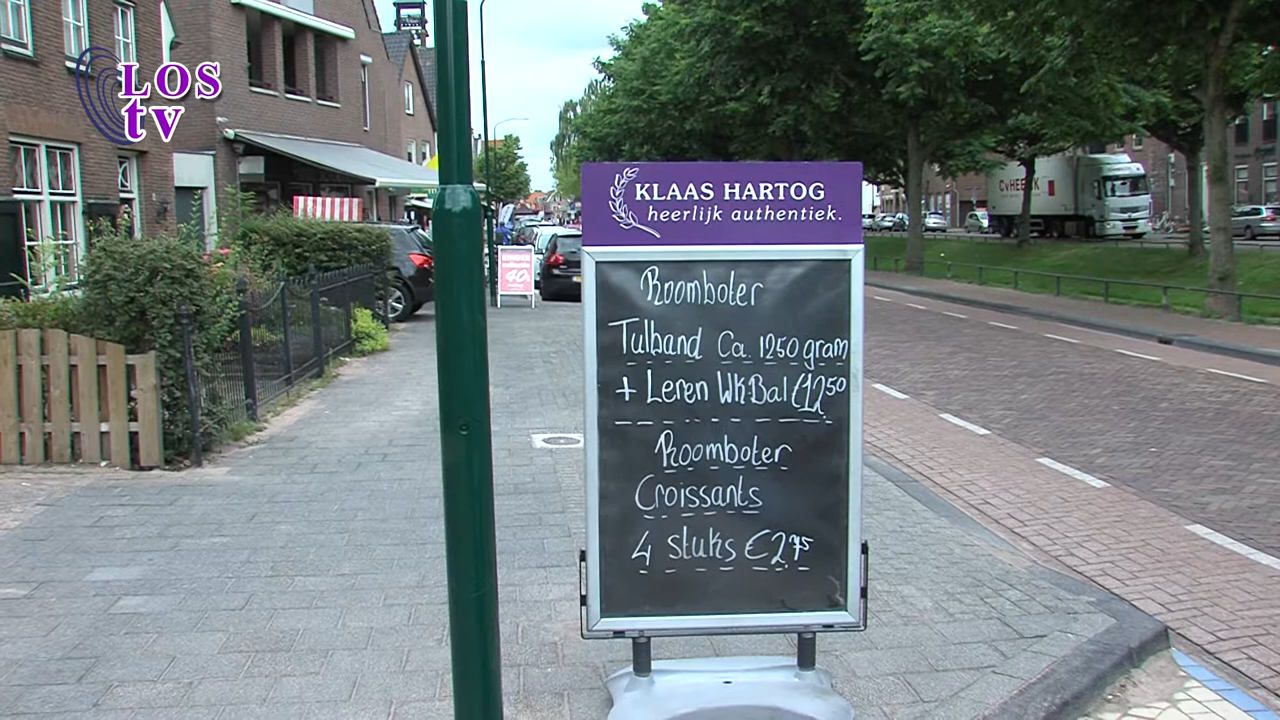 LOS
tv
KLAAS HARTOG
heerlijk authentiek.
Roomboter
Tulband Ca. 1250 gram
+ Leren WK-Bal €12,50
Roomboter
Croissants
4 stuks €2,75
40